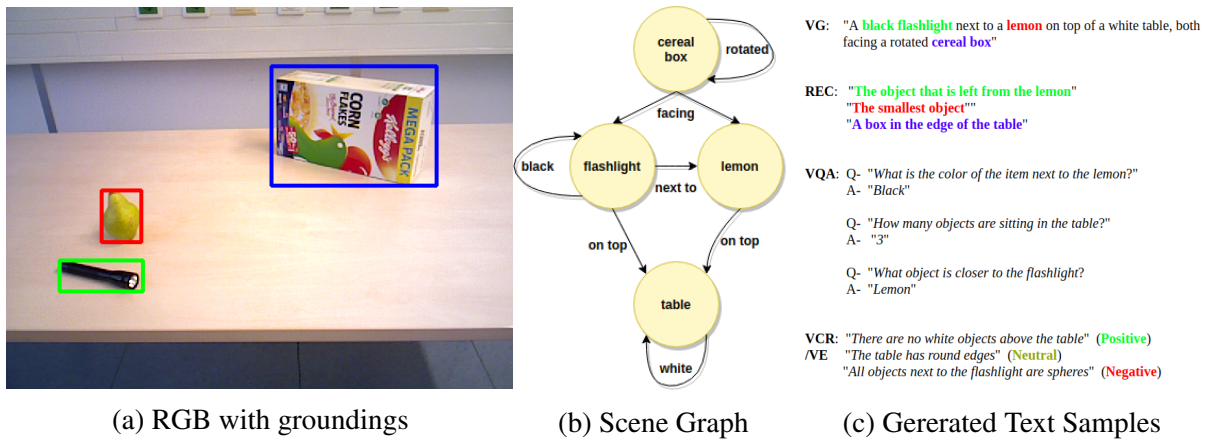 CORN
FLAKES
Kellogg's
MEGA PACK
cereal
box
rotated
facing
black
flashlight
next to
lemon
on top
on top
table
white
VG: "A black flashlight next to a lemon on top of a white table, both
facing a rotated cereal box"
REC: "The object that is left from the lemon"
"The smallest object""
"A box in the edge of the table"
VQA: Q- "What is the color of the item next to the lemon?"
A- "Black"
Q- "How many objects are sitting in the table?"
A- "3"
Q- "What object is closer to the flashlight?
A- "Lemon"
VCR: "There are no white objects above the table" (Positive)
/VE "The table has round edges" (Neutral)
"All objects next to the flashlight are spheres" (Negative)
(a) RGB with groundings
(b) Scene Graph
(c) Gererated Text Samples